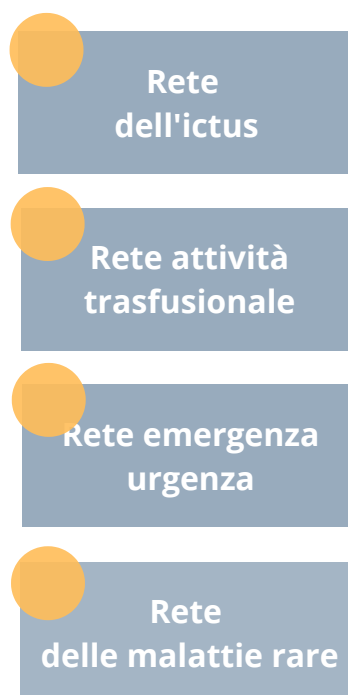 Rete
dell'ictus
Rete attività
trasfusionale
Rete emergenza
urgenza
Rete
delle malattie rare